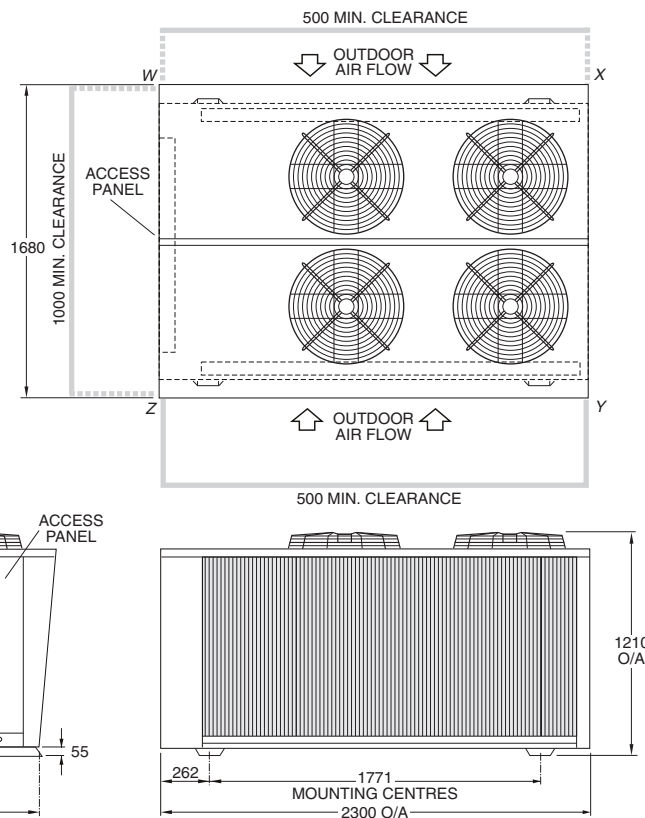 500 MIN. CLEARANCE
OUTDOOR
AIR FLOW
W
X
ACCESS
PANEL
1000 MIN. CLEARANCE
1680
Z
Y
OUTDOOR
AIR FLOW
500 MIN. CLEARANCE
ACCESS
PANEL
1210
O/A
55
262
1771
MOUNTING CENTRES
2300 O/A